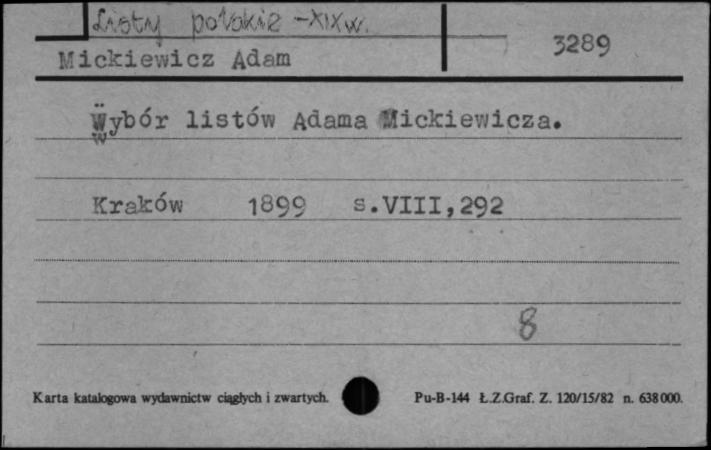 Listy polskie - XIX w.
3289
Mickiewicz Adam
Wybór listów Adama Mickiewicza.
Kraków 1899 s.VIII,292
8
Karta katalogowa wydawnictw ciągłych i zwartych. Pu-B-144 Ł.Z.Graf. Z. 120/15/82 n. 638000.